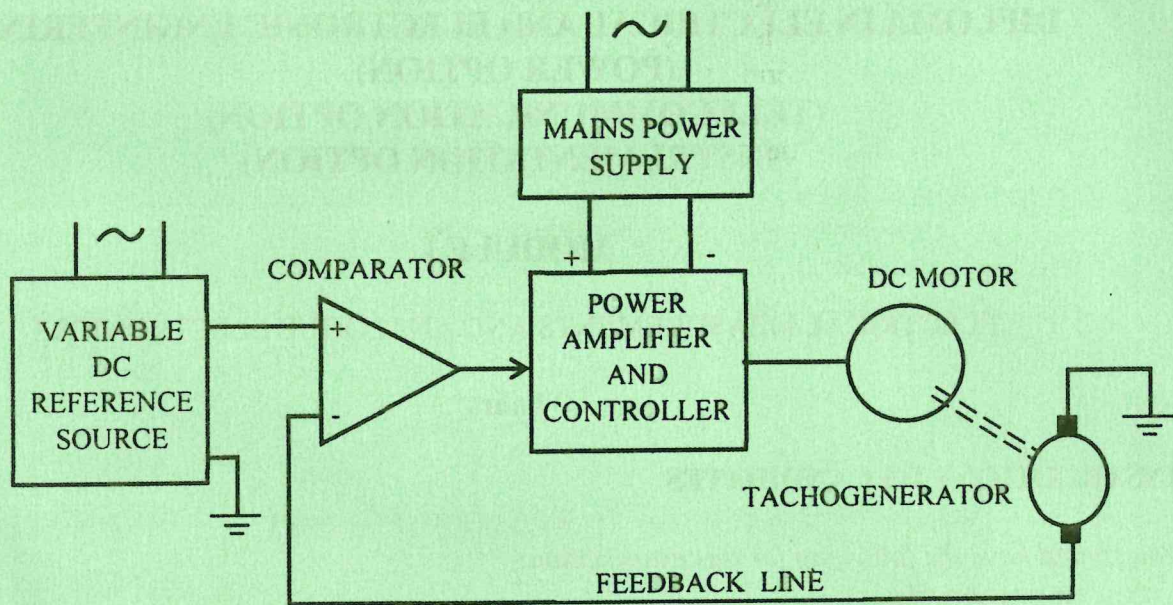 MAINS POWER
SUPPLY
+ -
COMPARATOR
DC MOTOR
VARIABLE
DC
REFERENCE
SOURCE
+
-
POWER
AMPLIFIER
AND
CONTROLLER
TACHOGENERATOR
FEEDBACK LINE